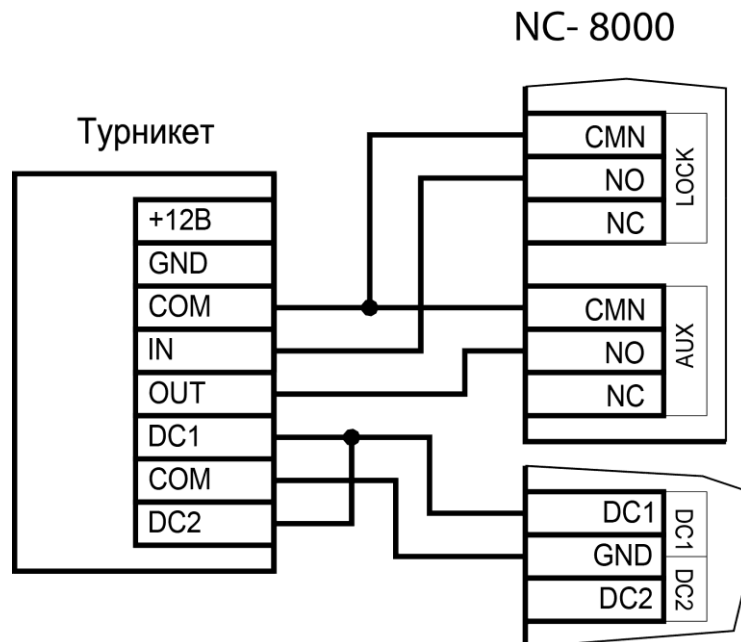 NC- 8000
Турникет
+12В
GND
COM
IN
OUT
DC1
COM
DC2
CMN
NO
NC
LOCK
CMN
NO
NC
AUX
DC1
GND
DC2
DC1
DC2